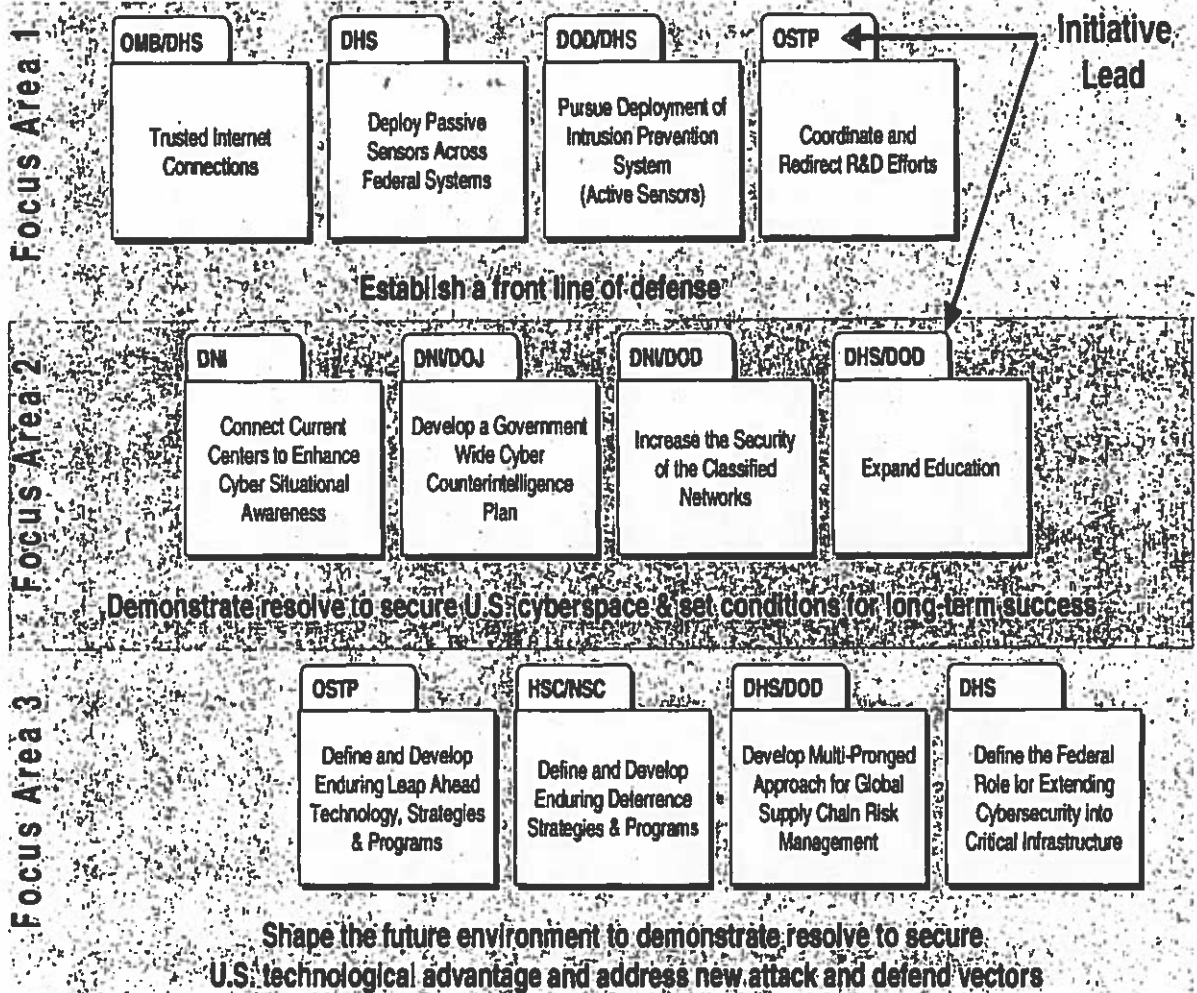 Focus Area 1
OMB/DHS
Trusted Internet
Connections
DHS
Deploy Passive
Sensors Across
Federal Systems
DOD/DHS
Pursue Deployment of
Intrusion Prevention
System
(Active Sensors)
OSTP
Coordinate and
Redirect R&D Efforts
Initiative
Lead
Establish a front line of defense
Focus Area 2
DNI
Connect Current
Centers to Enhance
Cyber Situational
Awareness
DNI/DOJ
Develop a Government
Wide Cyber
Counterintelligence
Plan
DNI/DOD
Increase the Security
of the Classified
Networks
DHS/DOD
Expand Education
Demonstrate resolve to secure U.S. cyberspace & set conditions for long-term success
Focus Area 3
OSTP
Define and Develop
Enduring Leap Ahead
Technology, Strategies
& Programs
HSC/NSC
Define and Develop
Enduring Deterrence
Strategies & Programs
DHS/DOD
Develop Multi-Pronged
Approach for Global
Supply Chain Risk
Management
DHS
Define the Federal
Role for Extending
Cybersecurity into
Critical Infrastructure
Shape the future environment to demonstrate resolve to secure
U.S. technological advantage and address new attack and defend vectors